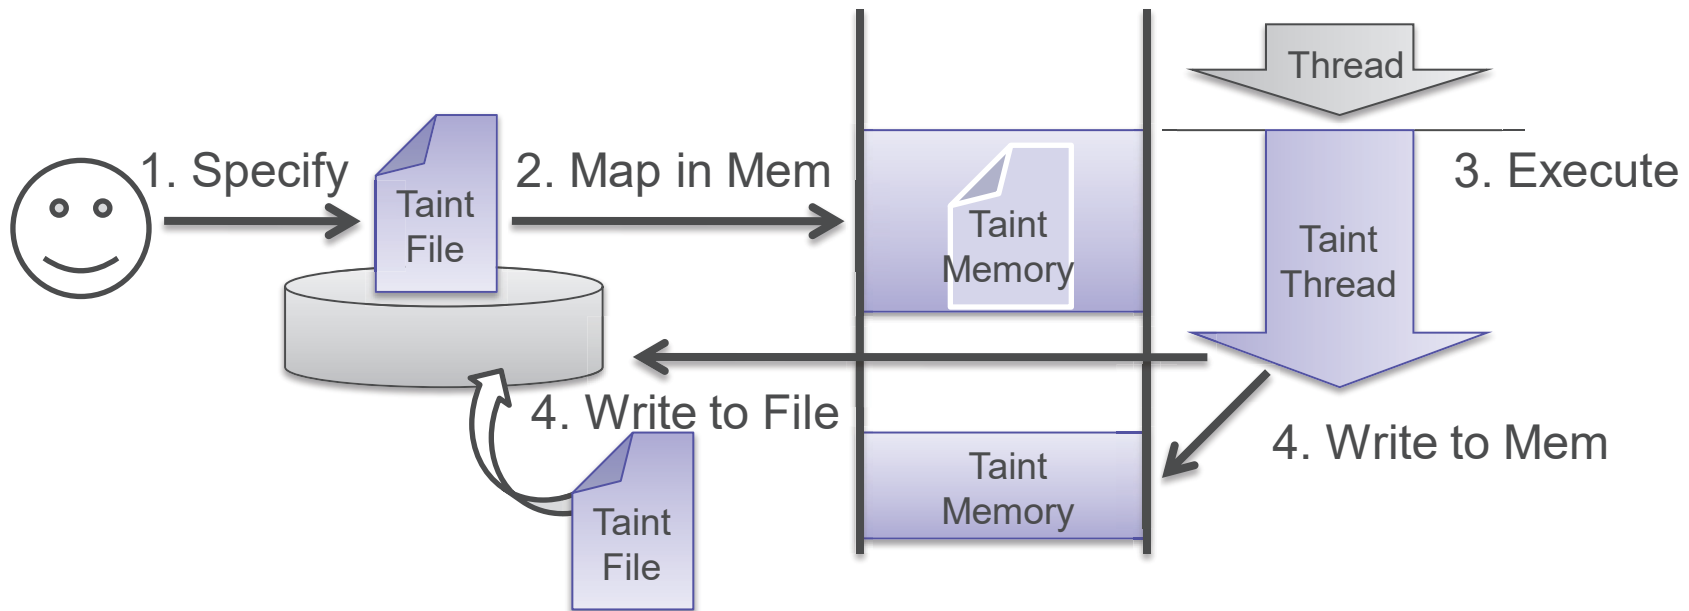 Thread
1. Specify
2. Map in Mem
3. Execute
Taint
File
Taint
Memory
Taint
Thread
4. Write to File
4. Write to Mem
Taint
Memory
Taint
File